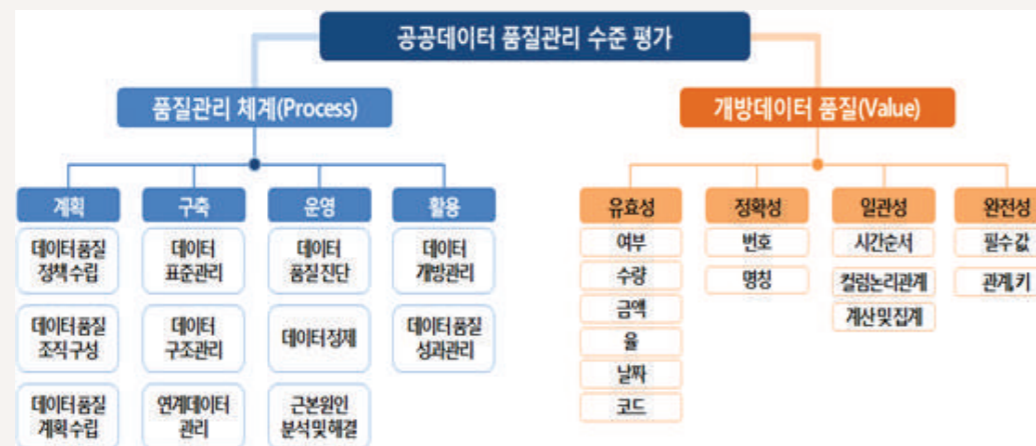 공공데이터 품질관리 수준 평가
품질관리 체계(Process)
개방데이터 품질(Value)
계획
구축
운영
활용
유효성
정확성
일관성
완전성
데이터 품질
정책 수립
데이터
표준관리
데이터
품질 진단
데이터
개방관리
여부
번호
시간순서
필수 값
수량
명칭
컬럼논리관계
관계,키
금액
계산 및 집계
데이터 품질
조직 구성
데이터
구조관리
데이터 정제
데이터 품질
성과관리
율
날짜
데이터 품질
계획 수립
연계데이터
관리
근본원인
분석 및 해결
코드